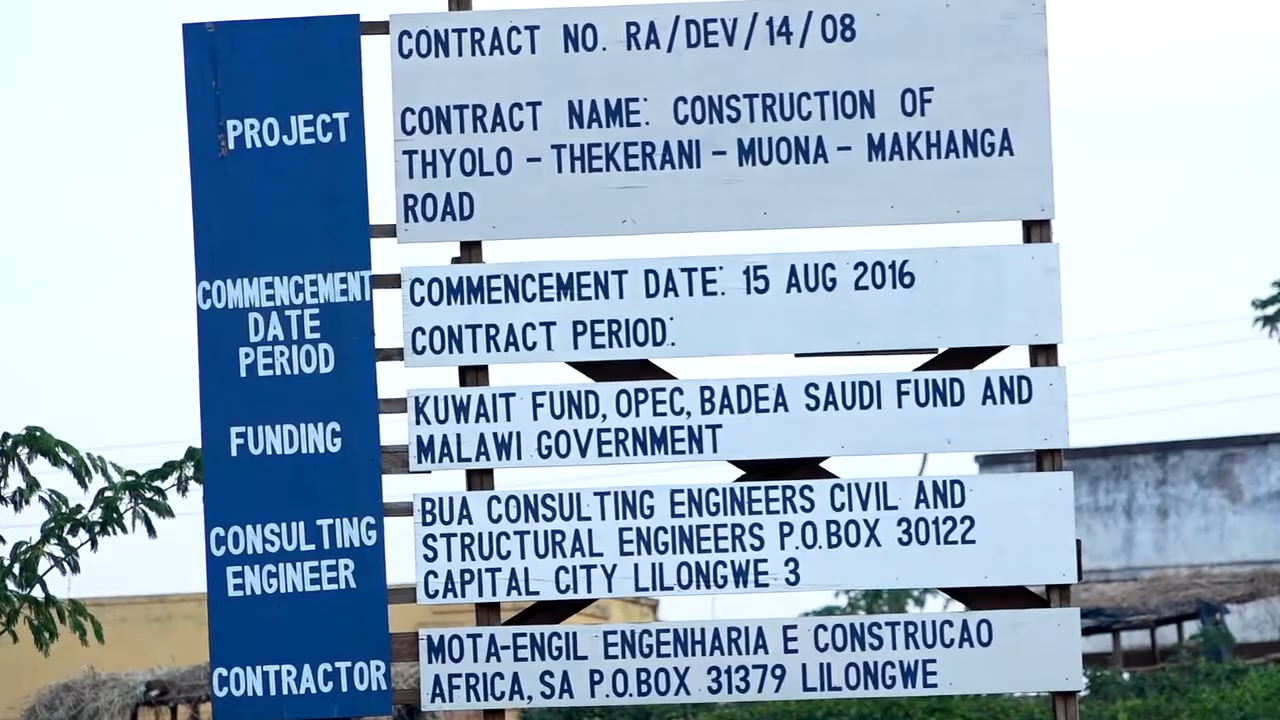 PROJECT
CONTRACT NO. RA/DEV/14/08
CONTRACT NAME: CONSTRUCTION OF
THYOLO - THEKERANI - MUONA - MAKHANGA
ROAD
COMMENCEMENT
DATE
PERIOD
COMMENCEMENT DATE: 15 AUG 2016
CONTRACT PERIOD:
FUNDING
KUWAIT FUND, OPEC, BADEA SAUDI FUND AND
MALAWI GOVERNMENT
CONSULTING
ENGINEER
BUA CONSULTING ENGINEERS CIVIL AND
STRUCTURAL ENGINEERS P.O.BOX 30122
CAPITAL CITY LILONGWE 3
CONTRACTOR
MOTA-ENGIL ENGENHARIA E CONSTRUCAO
AFRICA, SA P.O.BOX 31379 LILONGWE